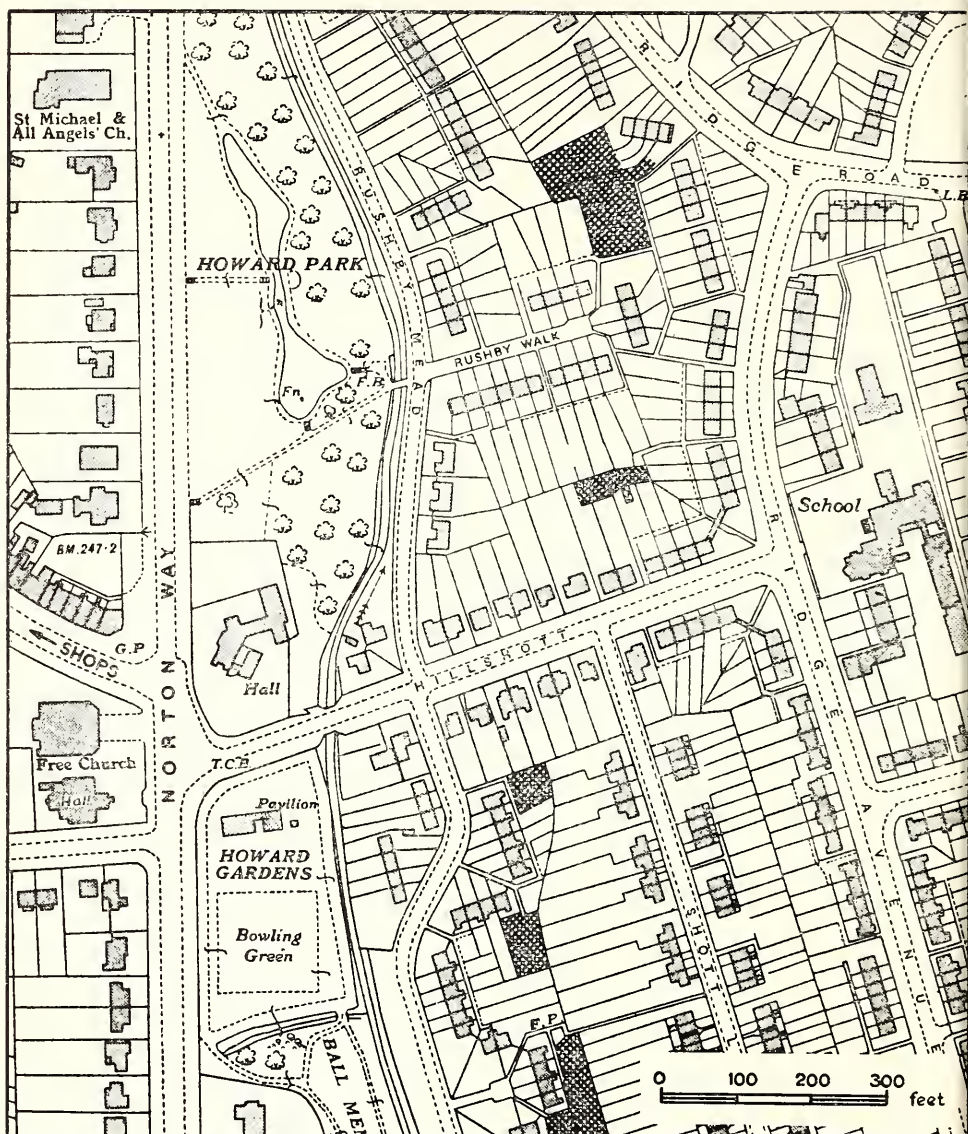 St Michael &
All Angels' Ch.
HOWARD PARK
RUSHBY MEAD
RIDGE ROAD
L.B
RUSHBY WALK
F.B.
Fn.
School
BM.247·2
NORTON WAY
G.P
SHOPS
Hall
HILLSHOTT
RIDGE AVENUE
Free Church
Hall
T.C.B.
Pavilion
HOWARD
GARDENS
Bowling
Green
SHOTT L
F.P
BALL
ME
0 100 200 300
feet